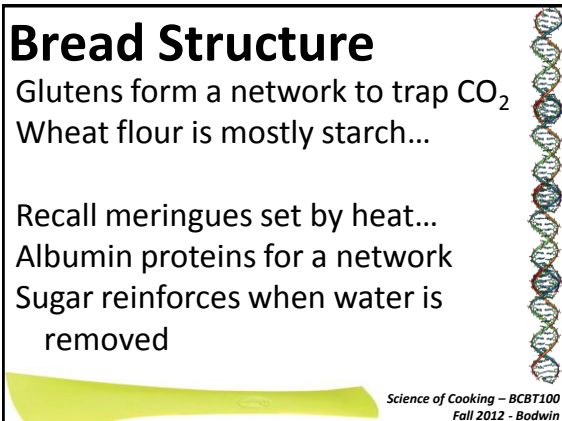 Bread Structure
Glutens form a network to trap CO₂
Wheat flour is mostly starch…
Recall meringues set by heat…
Albumin proteins for a network
Sugar reinforces when water is
removed
Science of Cooking – BCBT100
Fall 2012 - Bodwin